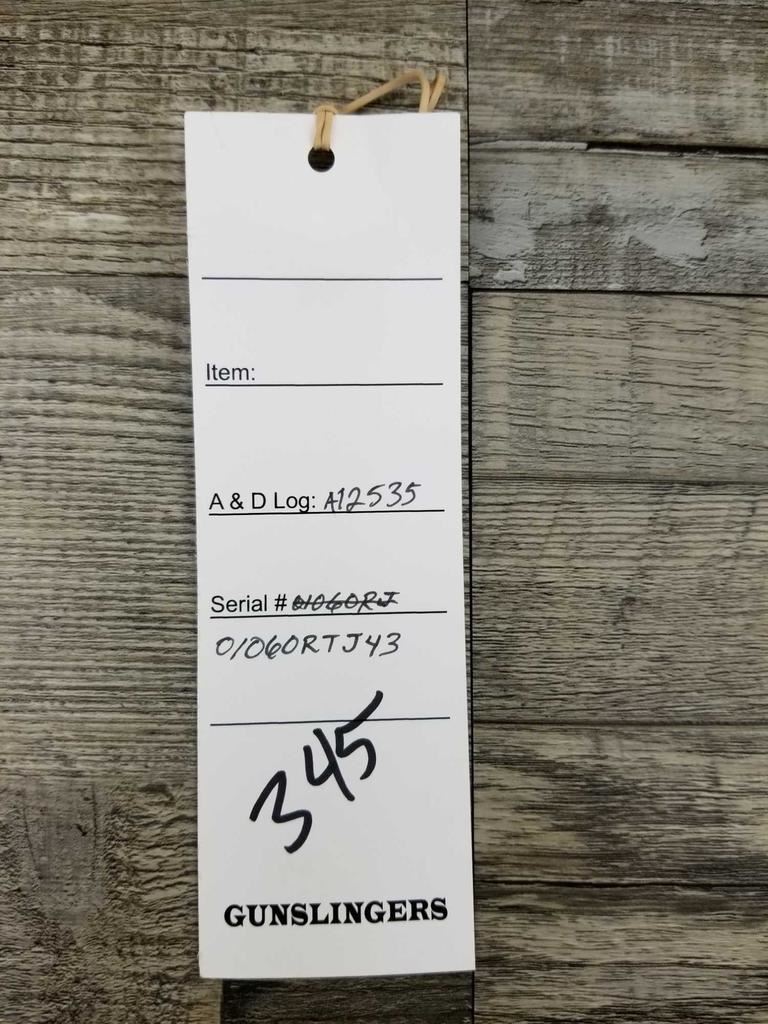 Item:
A & D Log: A12535
Serial # 01060RJ
01060RTJ43
345
GUNSLINGERS